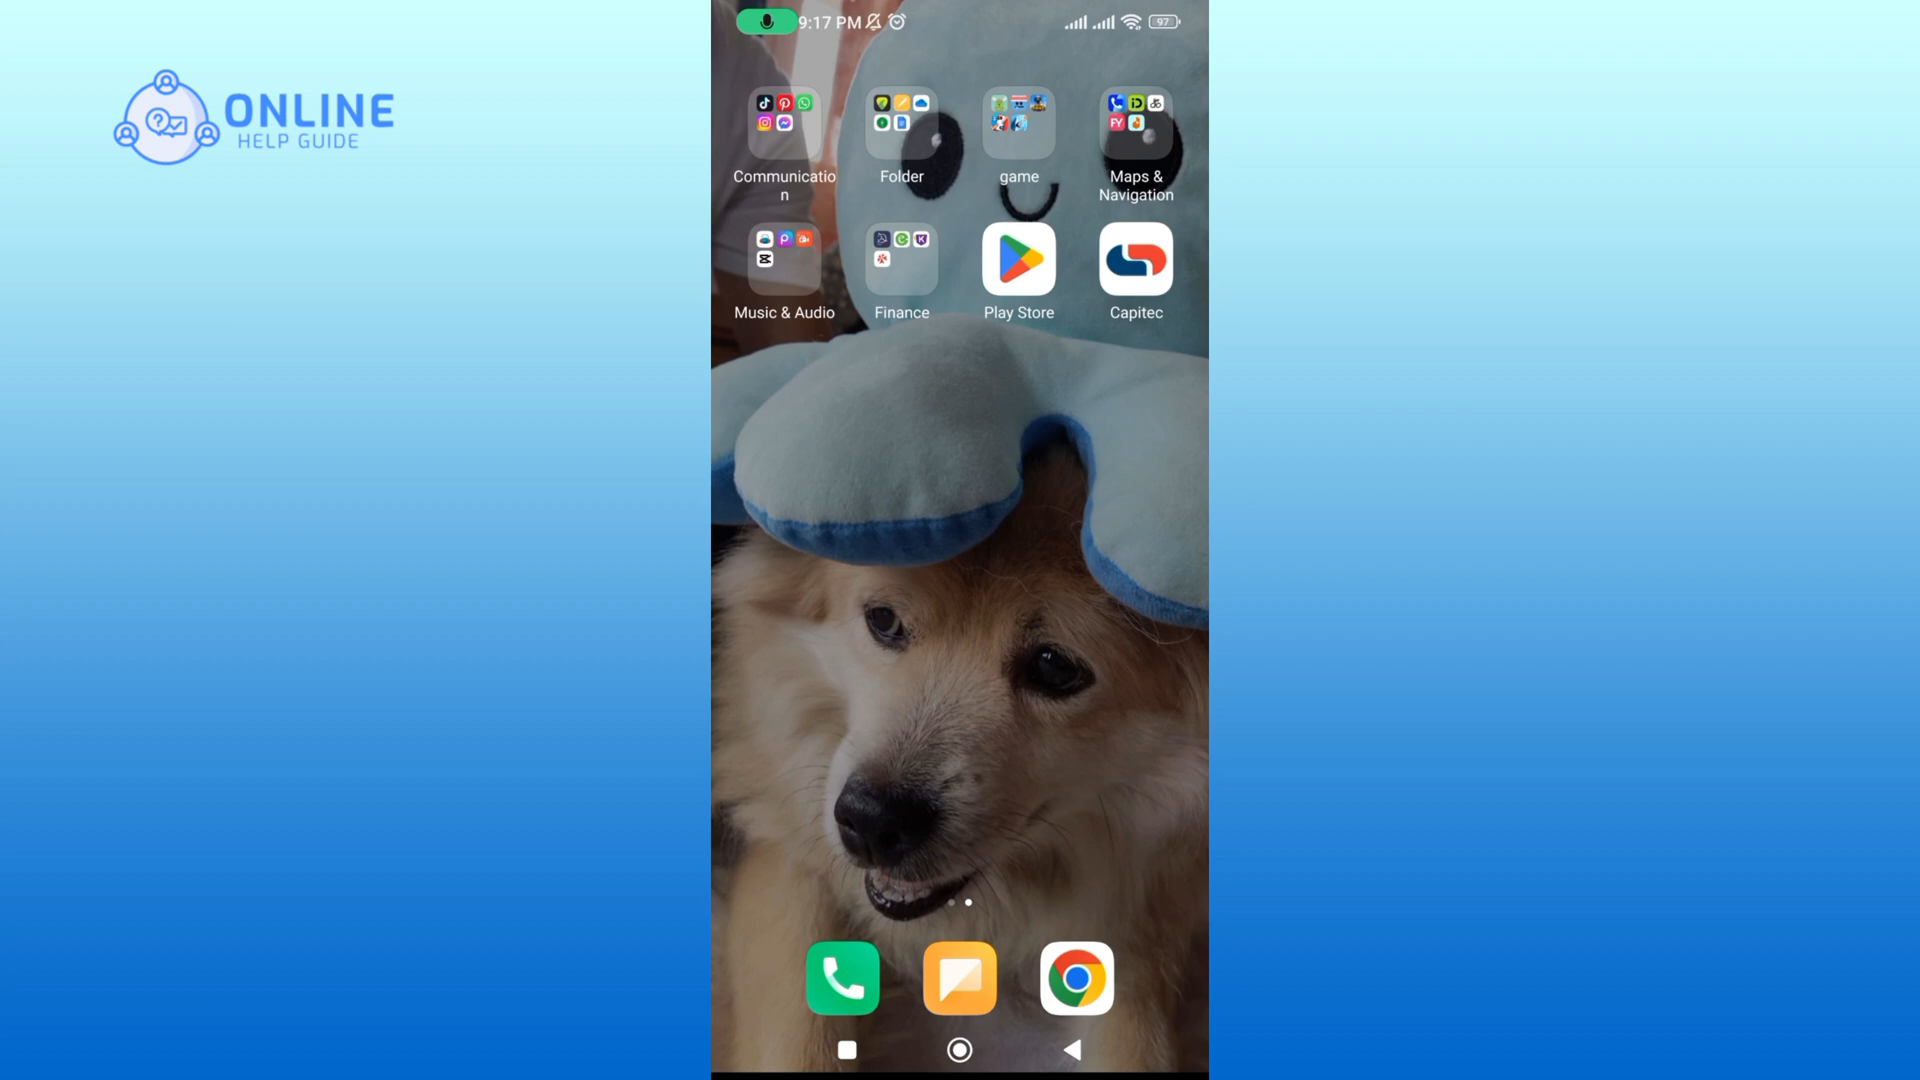 ONLINE
HELP GUIDE
9:17 PM
97
Communicatio
n
Folder
game
Maps &
Navigation
Music & Audio
Finance
Play Store
Capitec